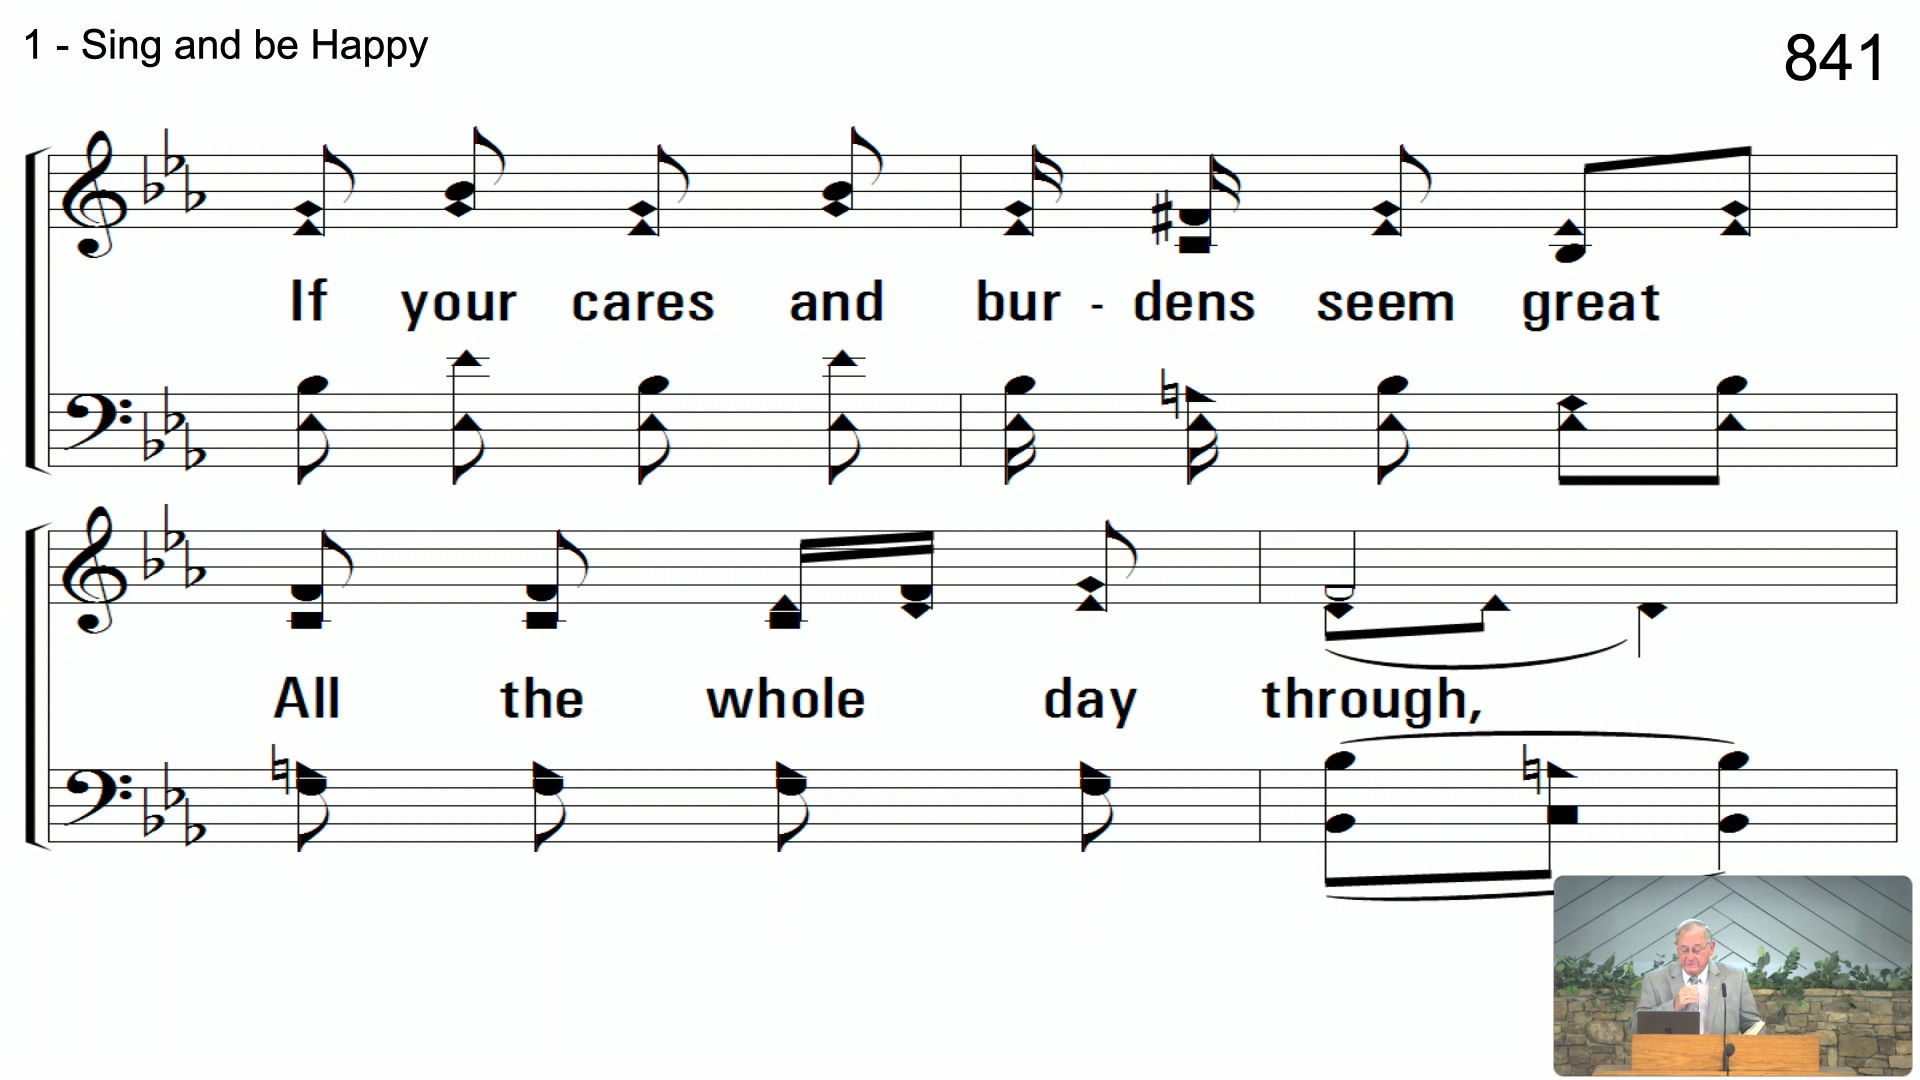 1 - Sing and be Happy
841
If your cares and bur - dens seem great
All the whole day through,